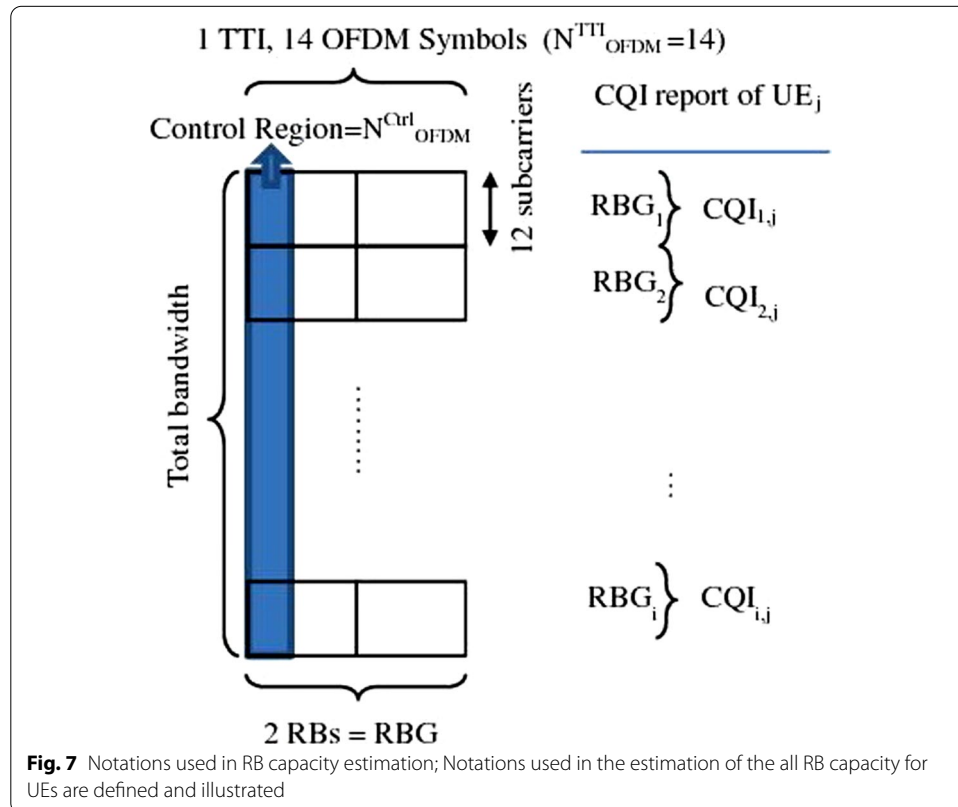 1 TTI, 14 OFDM Symbols (N^TTI_OFDM =14)
CQI report of UE_j
Control Region=N^Ctrl_OFDM
12 subcarriers
Total bandwidth
RBG_1} CQI_1,j
RBG_2} CQI_2,j
RBG_i} CQI_i,j
2 RBs = RBG
Fig. 7 Notations used in RB capacity estimation; Notations used in the estimation of the all RB capacity for
UEs are defined and illustrated